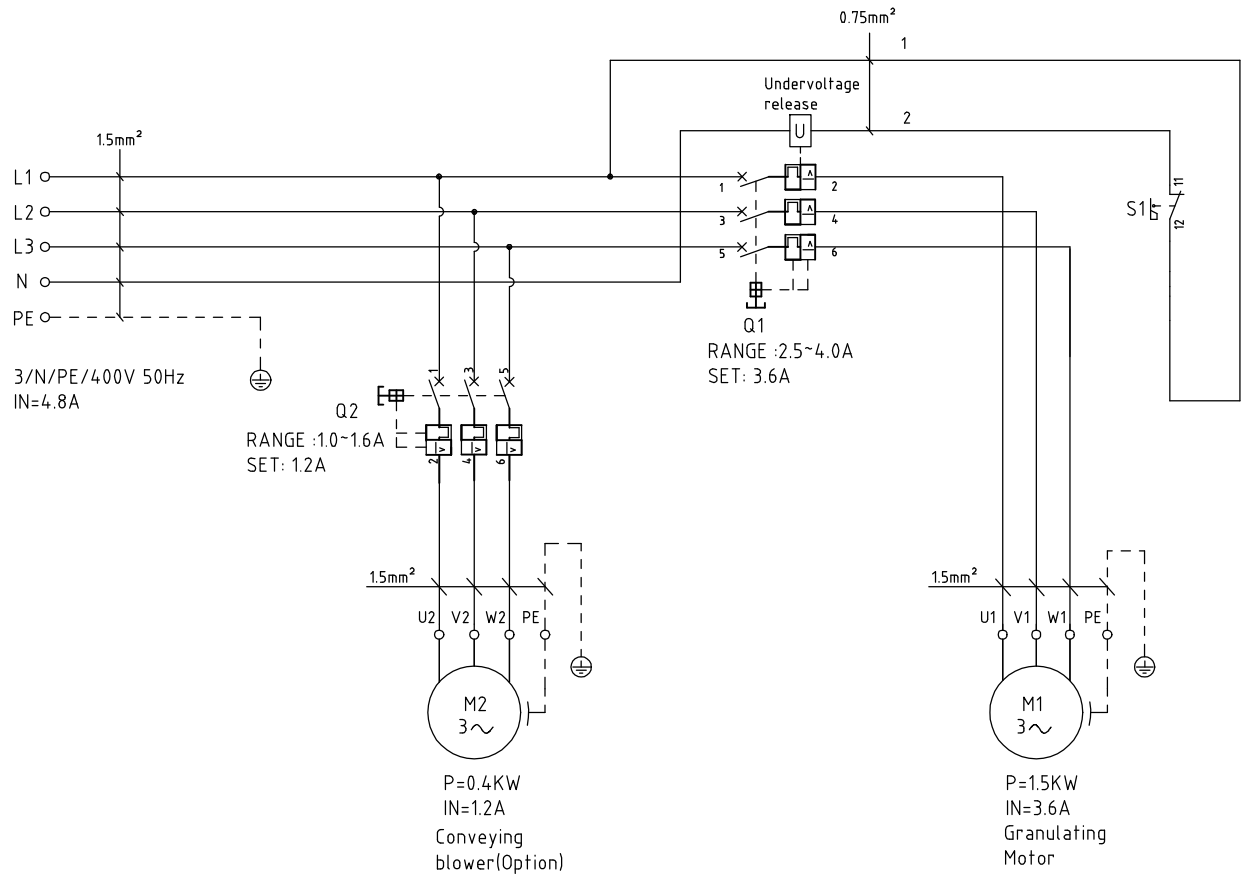 0.75mm²
1
Undervoltage
release
U
2
1.5mm²
L1
L2
L3
N
PE
1
2
3
4
5
6
11
S1
12
Q1
RANGE :2.5~4.0A
SET: 3.6A
3/N/PE/400V 50Hz
IN=4.8A
1
3
5
Q2
RANGE :1.0~1.6A
SET: 1.2A
2
4
6
1.5mm²
1.5mm²
U2
V2
W2
PE
U1
V1
W1
PE
M2
3~
M1
3~
P=0.4KW
IN=1.2A
Conveying
blower(Option)
P=1.5KW
IN=3.6A
Granulating
Motor